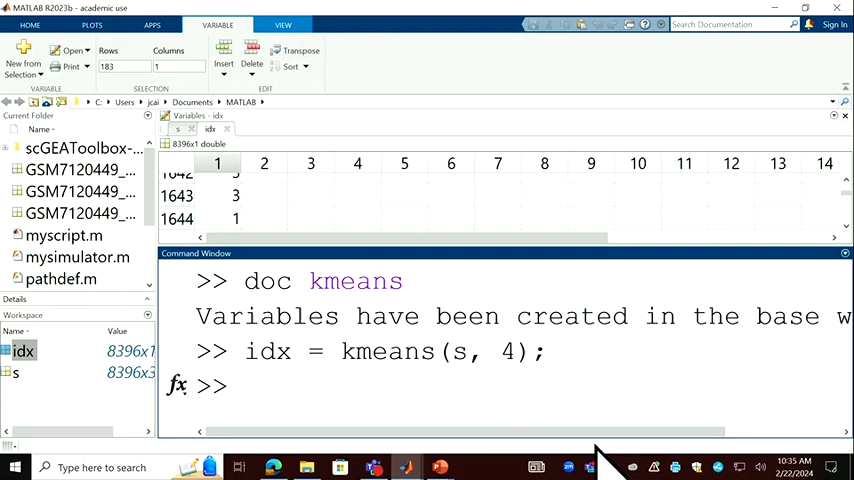 MATLAB R2023b - academic use
HOME PLOTS APPS VARIABLE VIEW
Search Documentation
Sign In
New from Selection
Open
Print
Rows Columns
183 1
Insert
Delete
Transpose
Sort
VARIABLE SELECTION EDIT
C: Users jcai Documents MATLAB
Current Folder
Name
scGEAToolbox-...
GSM7120449_...
GSM7120449_...
GSM7120449_...
myscript.m
mysimulator.m
pathdef.m
Details
Workspace
Name Value
idx 8396x1
s 8396x3
Variables - idx
s idx
8396x1 double
1 2 3 4 5 6 7 8 9 10 11 12 13 14
1642 3
1643 3
1644 1
Command Window
>> doc kmeans
Variables have been created in the base w
>> idx = kmeans(s, 4);
fx >>
Type here to search
10:35 AM
2/22/2024